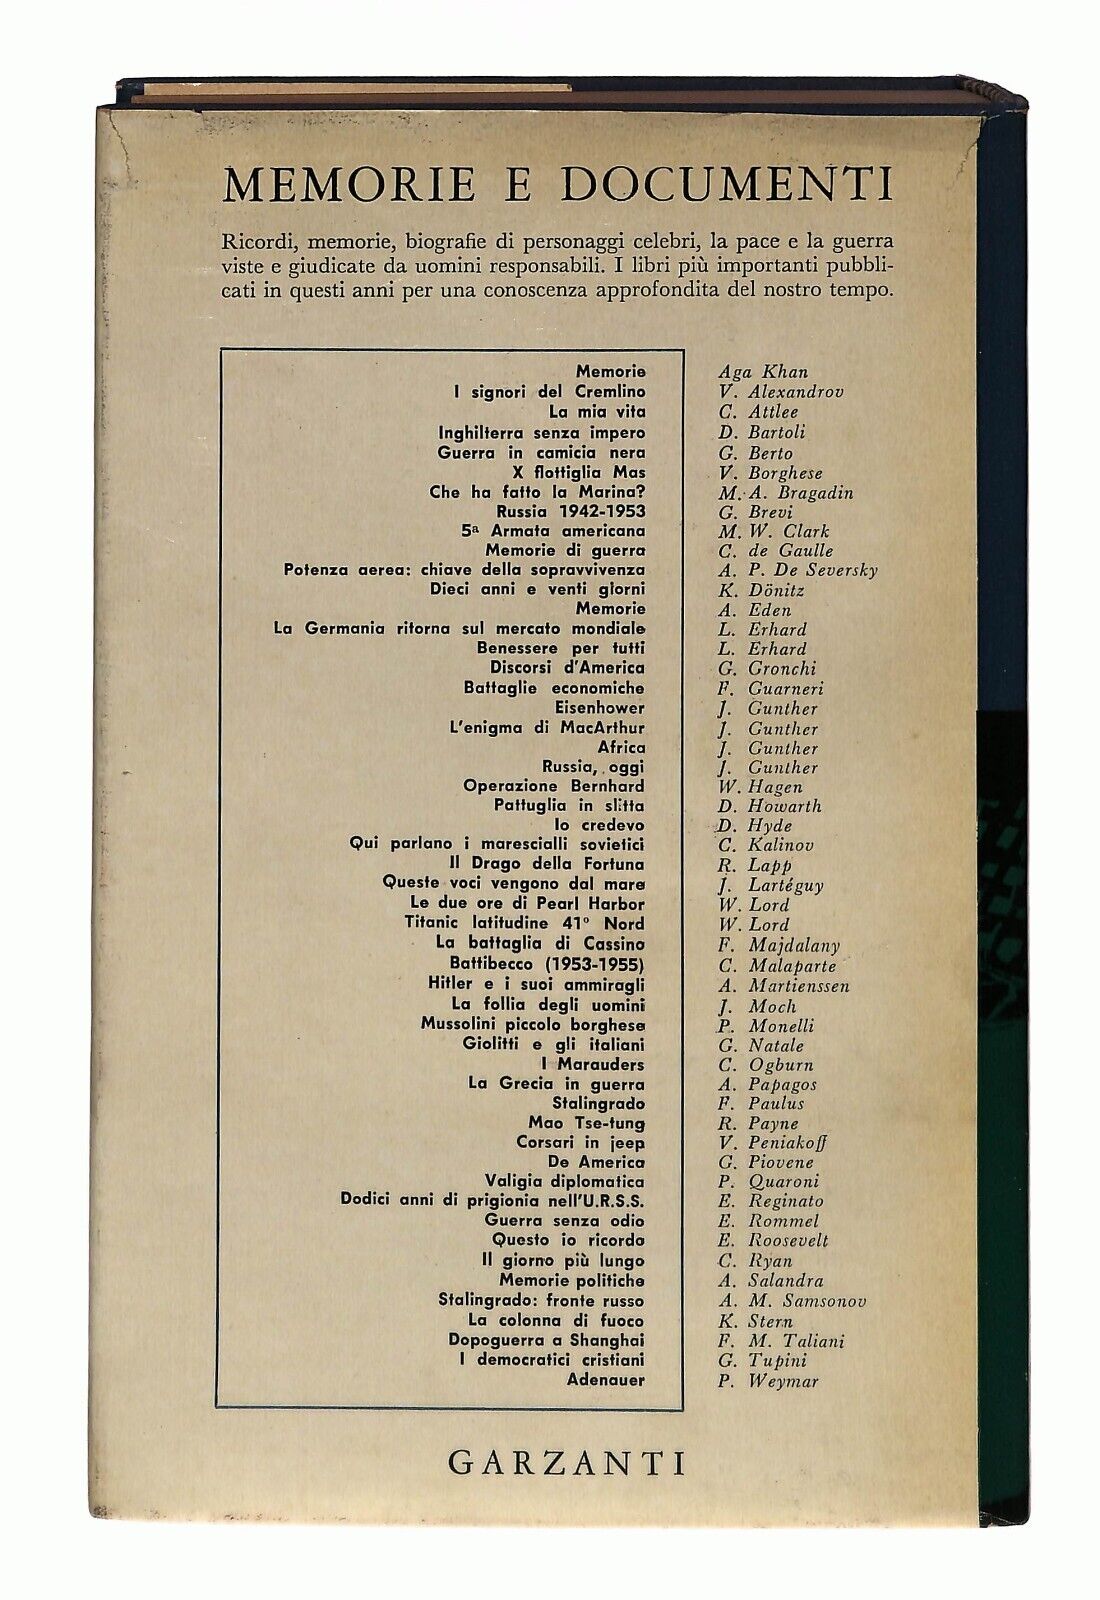 MEMORIE E DOCUMENTI
Ricordi, memorie, biografie di personaggi celebri, la pace e la guerra
viste e giudicate da uomini responsabili. I libri più importanti pubbli-
cati in questi anni per una conoscenza approfondita del nostro tempo.
Memorie Aga Khan
I signori del Cremlino V. Alexandrov
La mia vita C. Attlee
Inghilterra senza impero D. Bartoli
Guerra in camicia nera G. Berto
X flottiglia Mas V. Borghese
Che ha fatto la Marina? M. A. Bragadin
Russia 1942-1953 G. Brevi
5ª Armata americana M. W. Clark
Memorie di guerra C. de Gaulle
Potenza aerea: chiave della sopravvivenza A. P. De Seversky
Dieci anni e venti giorni K. Dönitz
Memorie A. Eden
La Germania ritorna sul mercato mondiale L. Erhard
Benessere per tutti L. Erhard
Discorsi d'America G. Gronchi
Battaglie economiche F. Guarneri
Eisenhower J. Gunther
L'enigma di MacArthur J. Gunther
Africa J. Gunther
Russia, oggi J. Gunther
Operazione Bernhard W. Hagen
Pattuglia in slitta D. Howarth
Io credevo D. Hyde
Qui parlano i marescialli sovietici C. Kalinov
Il Drago della Fortuna R. Lapp
Queste voci vengono dal mare J. Lartéguy
Le due ore di Pearl Harbor W. Lord
Titanic latitudine 41° Nord W. Lord
La battaglia di Cassino F. Majdalany
Battibecco (1953-1955) C. Malaparte
Hitler e i suoi ammiragli A. Martienssen
La follia degli uomini J. Moch
Mussolini piccolo borghese P. Monelli
Giolitti e gli italiani G. Natale
I Marauders C. Ogburn
La Grecia in guerra A. Papagos
Stalingrado F. Paulus
Mao Tse-tung R. Payne
Corsari in jeep V. Peniakoff
De America G. Piovene
Valigia diplomatica P. Quaroni
Dodici anni di prigionia nell'U.R.S.S. E. Reginato
Guerra senza odio E. Rommel
Questo io ricordo E. Roosevelt
Il giorno più lungo C. Ryan
Memorie politiche A. Salandra
Stalingrado: fronte russo A. M. Samsonov
La colonna di fuoco K. Stern
Dopoguerra a Shanghai F. M. Taliani
I democratici cristiani G. Tupini
Adenauer P. Weymar
GARZANTI